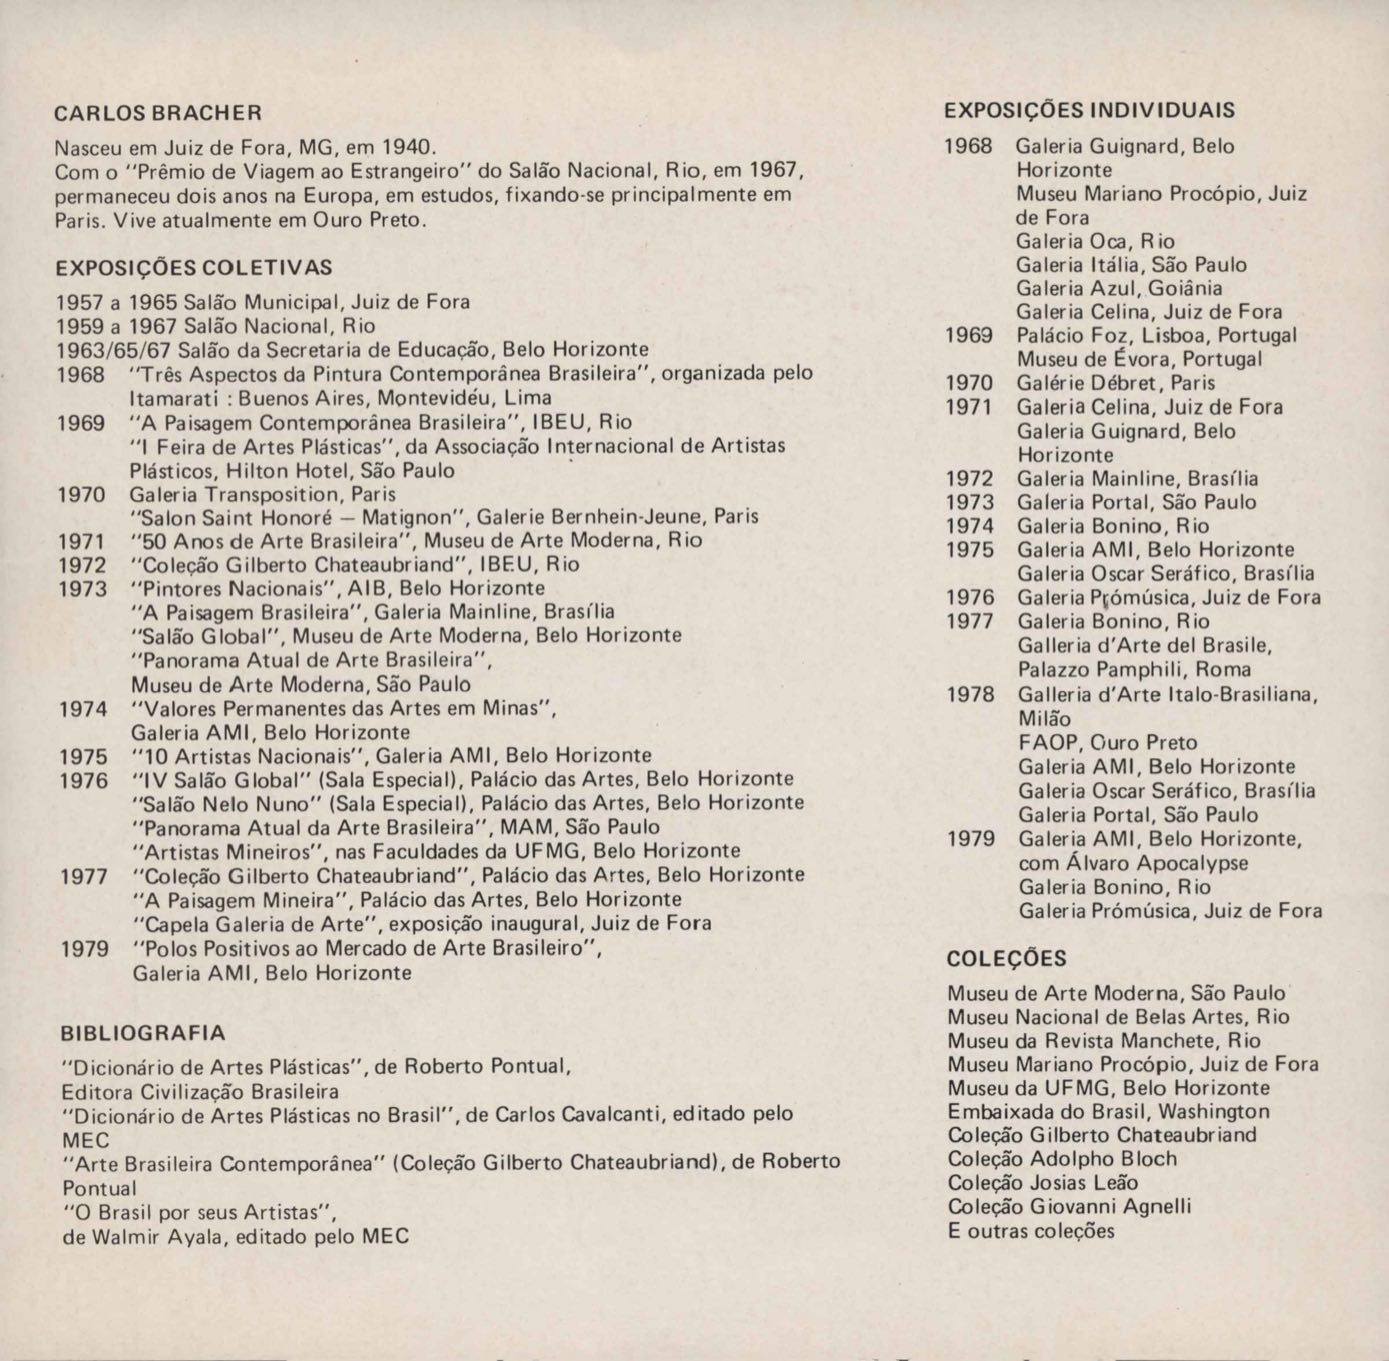 CARLOS BRACHER
Nasceu em Juiz de Fora, MG, em 1940.
Com o "Prêmio de Viagem ao Estrangeiro" do Salão Nacional, Rio, em 1967,
permaneceu dois anos na Europa, em estudos, fixando-se principalmente em
Paris. Vive atualmente em Ouro Preto.
EXPOSIÇÕES COLETIVAS
1957 a 1965 Salão Municipal, Juiz de Fora
1959 a 1967 Salão Nacional, Rio
1963/65/67 Salão da Secretaria de Educação, Belo Horizonte
1968 "Três Aspectos da Pintura Contemporânea Brasileira", organizada pelo
Itamarati : Buenos Aires, Montevidéu, Lima
1969 "A Paisagem Contemporânea Brasileira", IBEU, Rio
"I Feira de Artes Plásticas", da Associação Internacional de Artistas
Plásticos, Hilton Hotel, São Paulo
1970 Galeria Transposition, Paris
"Salon Saint Honoré — Matignon", Galerie Bernhein-Jeune, Paris
1971 "50 Anos de Arte Brasileira", Museu de Arte Moderna, Rio
1972 "Coleção Gilberto Chateaubriand", IBEU, Rio
1973 "Pintores Nacionais", AIB, Belo Horizonte
"A Paisagem Brasileira", Galeria Mainline, Brasília
"Salão Global", Museu de Arte Moderna, Belo Horizonte
"Panorama Atual de Arte Brasileira",
Museu de Arte Moderna, São Paulo
1974 "Valores Permanentes das Artes em Minas",
Galeria AMI, Belo Horizonte
1975 "10 Artistas Nacionais", Galeria AMI, Belo Horizonte
1976 "IV Salão Global" (Sala Especial), Palácio das Artes, Belo Horizonte
"Salão Nelo Nuno" (Sala Especial), Palácio das Artes, Belo Horizonte
"Panorama Atual da Arte Brasileira", MAM, São Paulo
"Artistas Mineiros", nas Faculdades da UFMG, Belo Horizonte
1977 "Coleção Gilberto Chateaubriand", Palácio das Artes, Belo Horizonte
"A Paisagem Mineira", Palácio das Artes, Belo Horizonte
"Capela Galeria de Arte", exposição inaugural, Juiz de Fora
1979 "Polos Positivos ao Mercado de Arte Brasileiro",
Galeria AMI, Belo Horizonte
BIBLIOGRAFIA
"Dicionário de Artes Plásticas", de Roberto Pontual,
Editora Civilização Brasileira
"Dicionário de Artes Plásticas no Brasil", de Carlos Cavalcanti, editado pelo
MEC
"Arte Brasileira Contemporânea" (Coleção Gilberto Chateaubriand), de Roberto
Pontual
"O Brasil por seus Artistas",
de Walmir Ayala, editado pelo MEC
EXPOSIÇÕES INDIVIDUAIS
1968 Galeria Guignard, Belo
Horizonte
Museu Mariano Procópio, Juiz
de Fora
Galeria Oca, Rio
Galeria Itália, São Paulo
Galeria Azul, Goiânia
Galeria Celina, Juiz de Fora
1969 Palácio Foz, Lisboa, Portugal
Museu de Évora, Portugal
1970 Galérie Débret, Paris
1971 Galeria Celina, Juiz de Fora
Galeria Guignard, Belo
Horizonte
1972 Galeria Mainline, Brasília
1973 Galeria Portal, São Paulo
1974 Galeria Bonino, Rio
1975 Galeria AMI, Belo Horizonte
Galeria Oscar Seráfico, Brasília
1976 Galeria Prómúsica, Juiz de Fora
1977 Galeria Bonino, Rio
Galleria d'Arte del Brasile,
Palazzo Pamphili, Roma
1978 Galleria d'Arte Italo-Brasiliana,
Milão
FAOP, Ouro Preto
Galeria AMI, Belo Horizonte
Galeria Oscar Seráfico, Brasília
Galeria Portal, São Paulo
1979 Galeria AMI, Belo Horizonte,
com Álvaro Apocalypse
Galeria Bonino, Rio
Galeria Prómúsica, Juiz de Fora
COLEÇÕES
Museu de Arte Moderna, São Paulo
Museu Nacional de Belas Artes, Rio
Museu da Revista Manchete, Rio
Museu Mariano Procópio, Juiz de Fora
Museu da UFMG, Belo Horizonte
Embaixada do Brasil, Washington
Coleção Gilberto Chateaubriand
Coleção Adolpho Bloch
Coleção Josias Leão
Coleção Giovanni Agnelli
E outras coleções